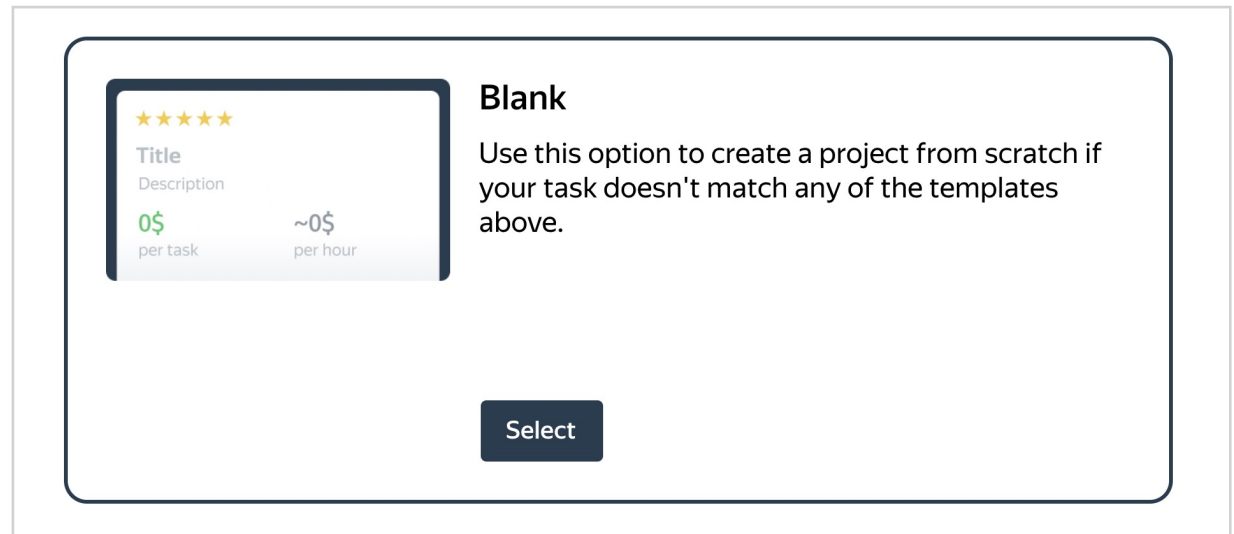 ★★★★★
Title
Description
0$ ~0$
per task per hour
Blank
Use this option to create a project from scratch if
your task doesn't match any of the templates
above.
Select